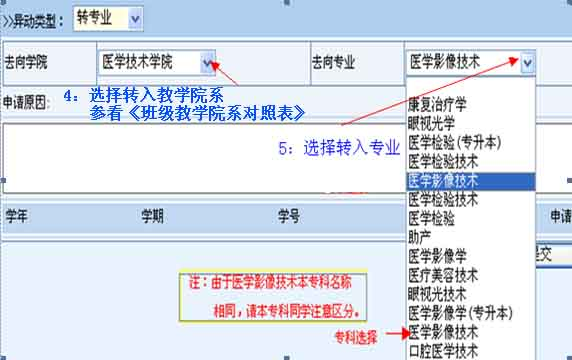 >>异动类型: 转专业
去向学院 医学技术学院 去向专业 医学影像技术
4: 选择转入教学院系
参看《班级教学院系对照表》
申请原因:
5: 选择转入专业
康复治疗学
眼视光学
医学检验(专升本)
医学检验技术
医学影像技术
医学检验技术
医学检验
助产
医学影像学
医疗美容技术
眼视光技术
医学影像学(专升本)
医学影像技术
口腔医学技术
学年 学期 学号 申请
提交
注: 由于医学影像技术本专科名称
相同, 请本专科同学注意区分。
专科选择